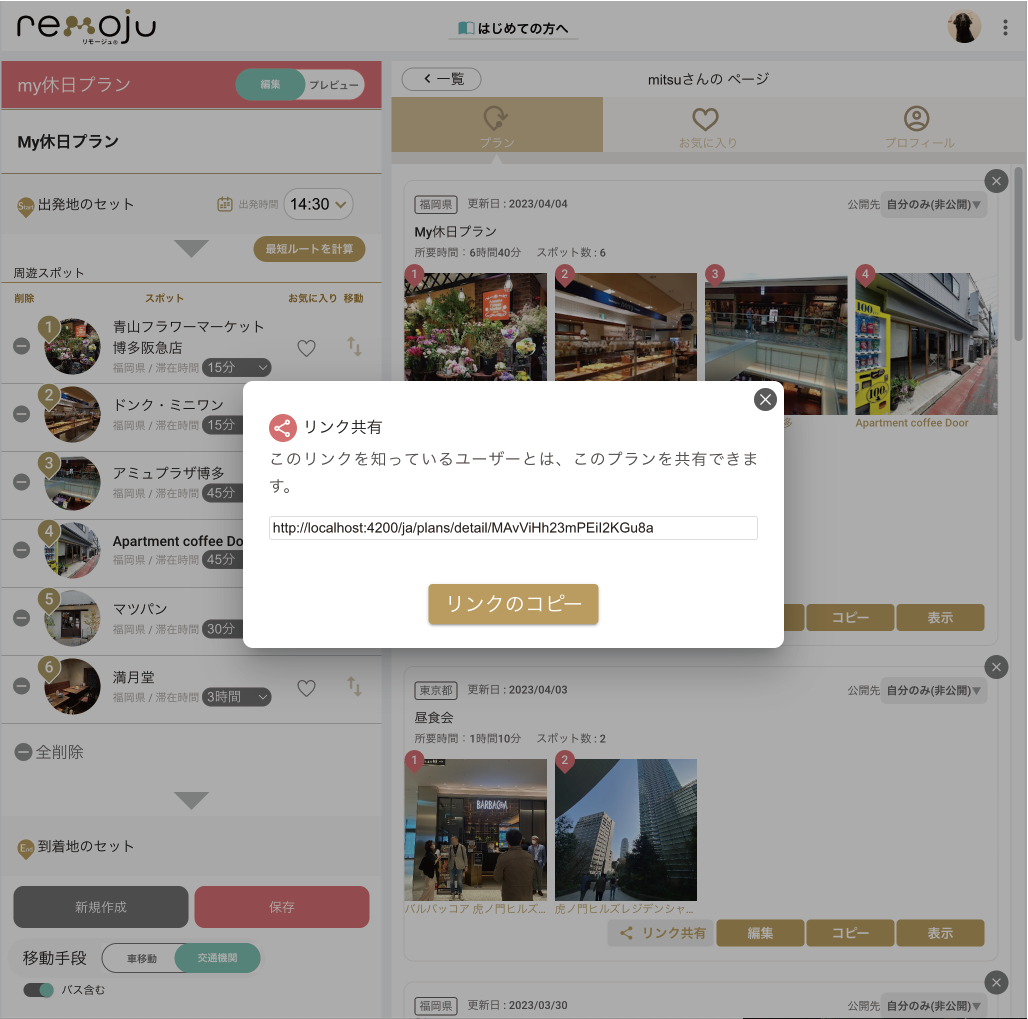 remoju
リモージュ®
はじめての方へ
my休日プラン
編集
プレビュー
My休日プラン
Start
出発地のセット
出発時間
14:30
最短ルートを計算
周遊スポット
削除
スポット
お気に入り
移動
1
青山フラワーマーケット
博多阪急店
福岡県 / 滞在時間
15分
2
ドンク・ミニワン
福岡県 / 滞在時間
15分
3
アミュプラザ博多
福岡県 / 滞在時間
45分
4
Apartment coffee Do
福岡県 / 滞在時間
45分
5
マツパン
福岡県 / 滞在時間
30分
6
満月堂
福岡県 / 滞在時間
3時間
全削除
End
到着地のセット
新規作成
保存
移動手段
車移動
交通機関
バス含む
一覧
mitsuさんの ページ
プラン
お気に入り
プロフィール
福岡県
更新日 : 2023/04/04
公開先
自分のみ(非公開)▼
My休日プラン
所要時間：6時間40分
スポット数 : 6
1
2
3
4
100
100
多
Apartment coffee Door
コピー
表示
リンク共有
このリンクを知っているユーザーとは、このプランを共有できま
す。
http://localhost:4200/ja/plans/detail/MAvViHh23mPEiI2KGu8a
リンクのコピー
東京都
更新日 : 2023/04/03
公開先
自分のみ(非公開)▼
昼食会
所要時間：1時間10分
スポット数 : 2
1
2
BARBACOA
バルバッコア 虎ノ門ヒルズ...
虎ノ門ヒルズレジデンシャ...
リンク共有
編集
コピー
表示
福岡県
更新日 : 2023/03/30
公開先
自分のみ(非公開)▼